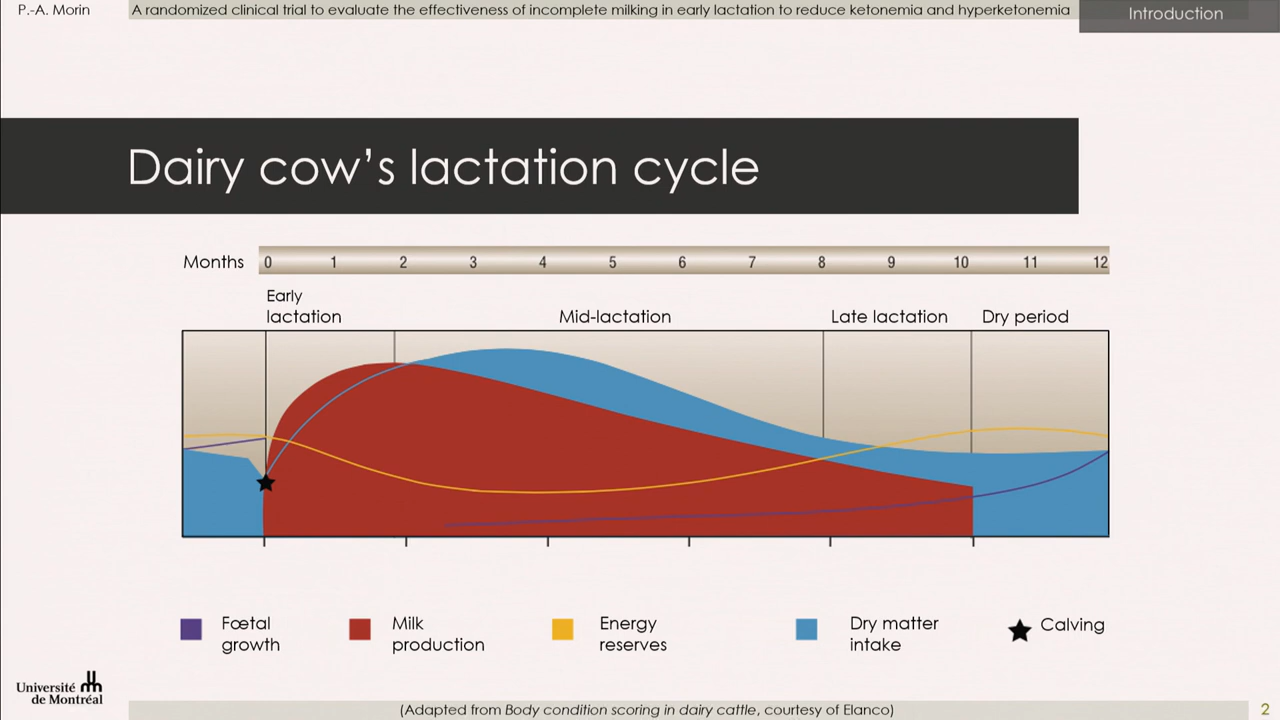 P.-A. Morin
A randomized clinical trial to evaluate the effectiveness of incomplete milking in early lactation to reduce ketonemia and hyperketonemia
Introduction
Dairy cow’s lactation cycle
Months 0 1 2 3 4 5 6 7 8 9 10 11 12
Early
lactation
Mid-lactation
Late lactation
Dry period
Fœtal
growth
Milk
production
Energy
reserves
Dry matter
intake
Calving
Université
de Montréal
(Adapted from Body condition scoring in dairy cattle, courtesy of Elanco)
2